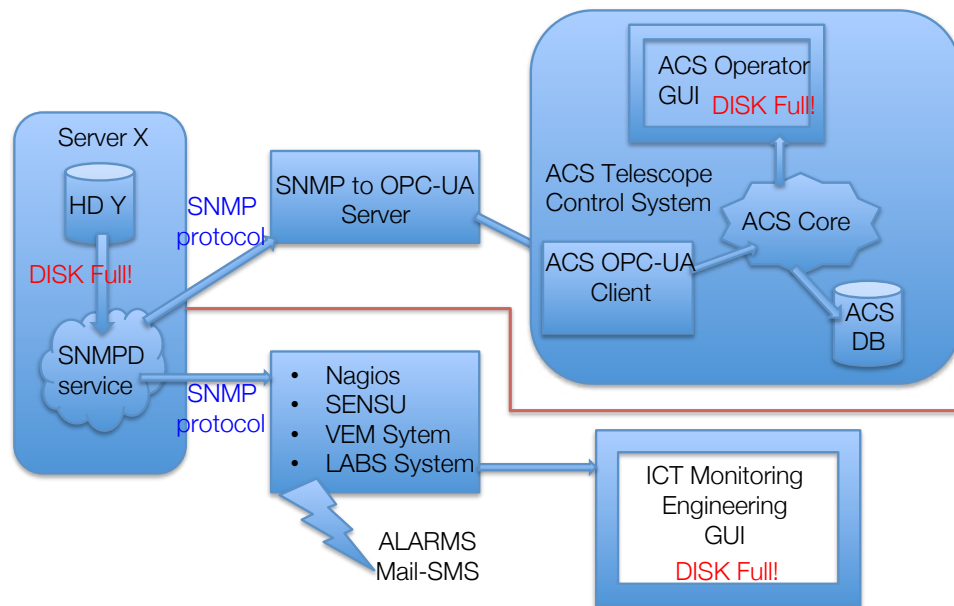 Server X
HD Y
DISK Full!
SNMPD
service
SNMP
protocol
SNMP to OPC-UA
Server
ACS Operator
GUI
DISK Full!
ACS Telescope
Control System
ACS Core
ACS OPC-UA
Client
ACS
DB
SNMP
protocol
• Nagios
• SENSU
• VEM Sytem
• LABS System
ALARMS
Mail-SMS
ICT Monitoring
Engineering
GUI
DISK Full!